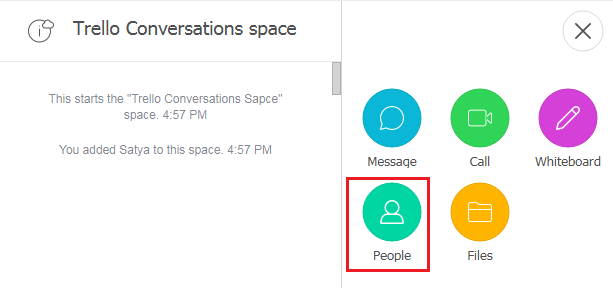 Trello Conversations space
This starts the "Trello Conversations Sapce"
space. 4:57 PM
You added Satya to this space. 4:57 PM
Message
Call
Whiteboard
People
Files